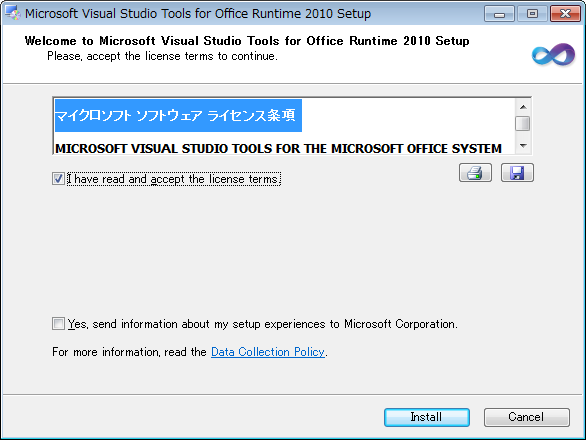 Microsoft Visual Studio Tools for Office Runtime 2010 Setup
Welcome to Microsoft Visual Studio Tools for Office Runtime 2010 Setup
Please, accept the license terms to continue.
マイクロソフト ソフトウェア ライセンス条項
MICROSOFT VISUAL STUDIO TOOLS FOR THE MICROSOFT OFFICE SYSTEM
I have read and accept the license terms.
Yes, send information about my setup experiences to Microsoft Corporation.
For more information, read the Data Collection Policy.
Install
Cancel